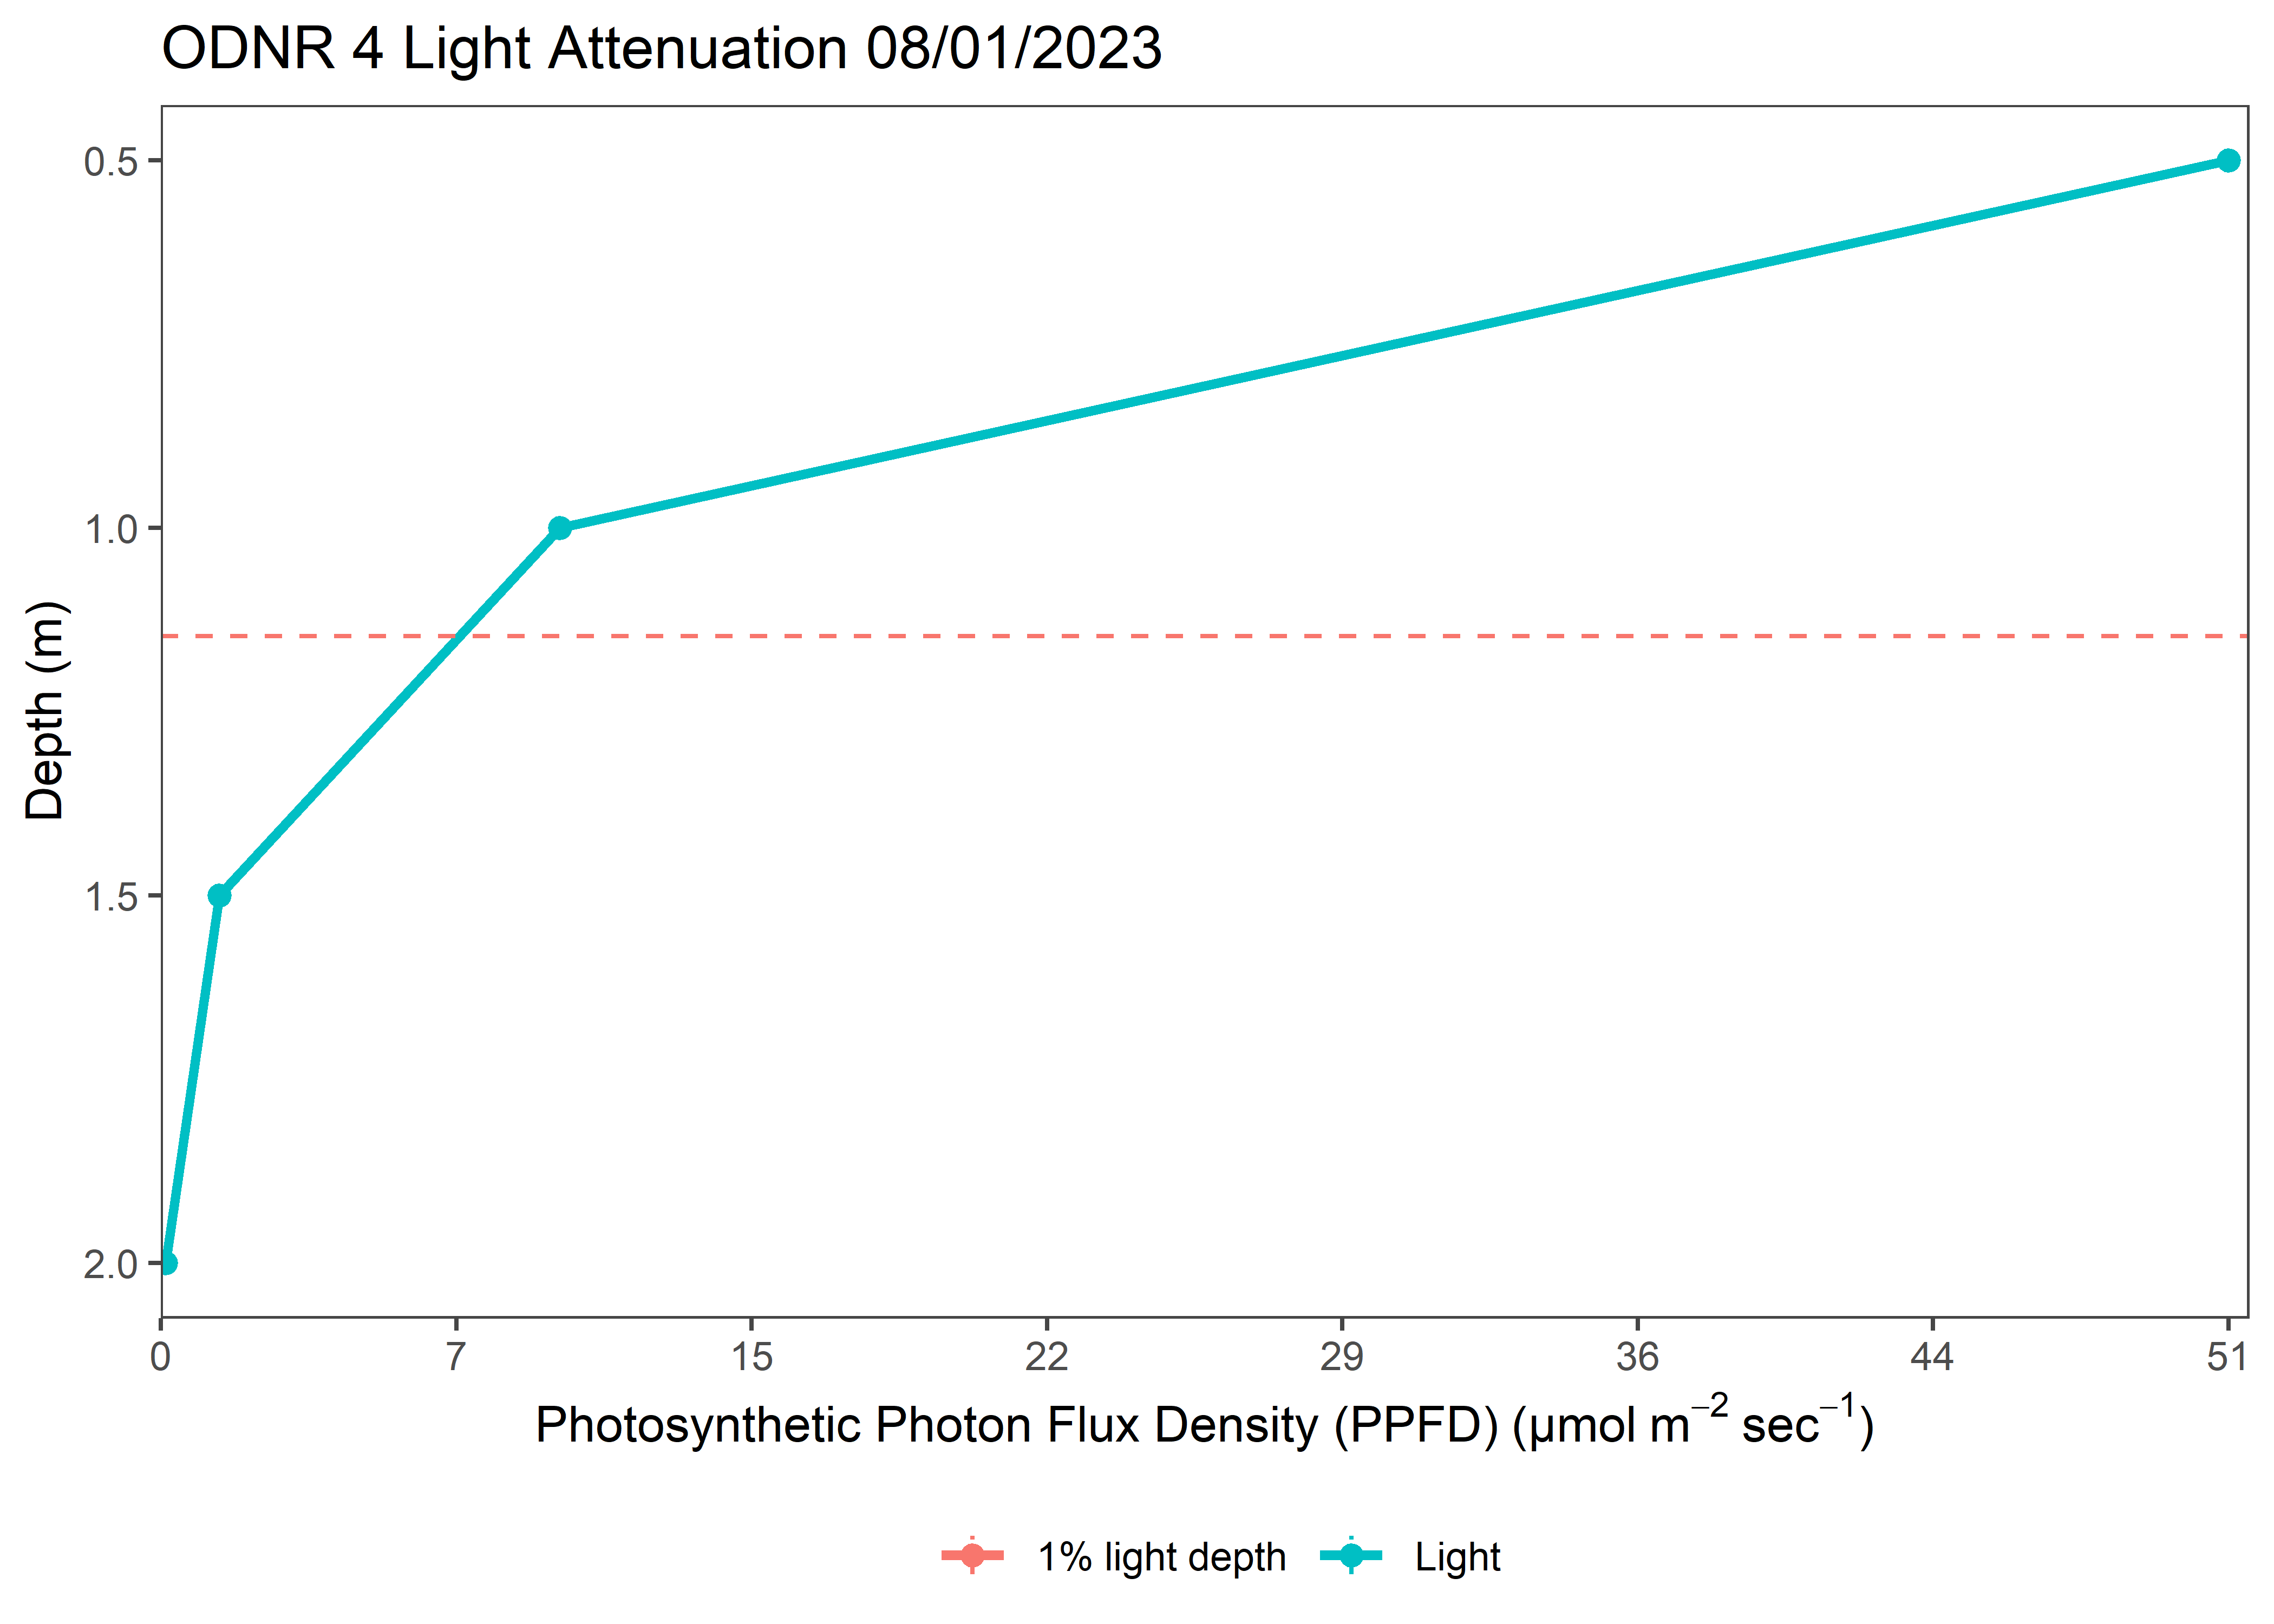 ODNR 4 Light Attenuation 08/01/2023
0.5
1.0
1.5
2.0
Depth (m)
0 7 15 22 29 36 44 51
Photosynthetic Photon Flux Density (PPFD) (µmol m⁻² sec⁻¹)
1% light depth Light